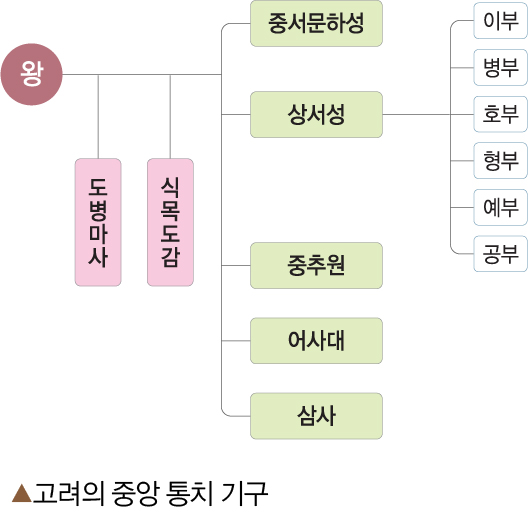 왕
도병마사
식목도감
중서문하성
상서성
중추원
어사대
삼사
이부
병부
호부
형부
예부
공부
▲고려의 중앙 통치 기구